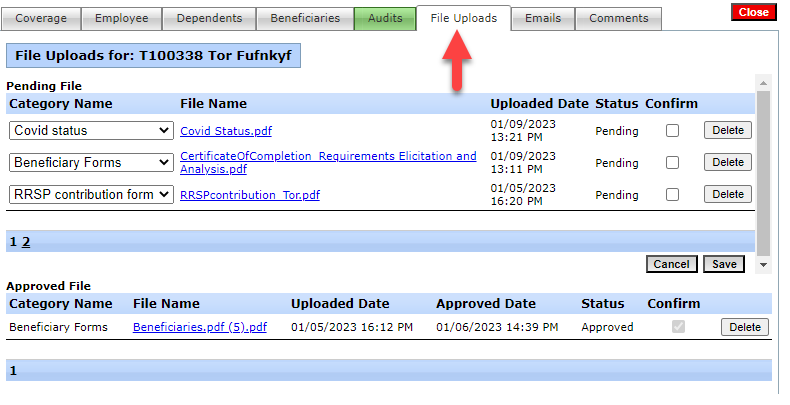 Close
Coverage Employee Dependents Beneficiaries Audits File Uploads Emails Comments
File Uploads for: T100338 Tor Fufnkyf
Pending File
Category Name File Name Uploaded Date Status Confirm
Covid status Covid Status.pdf 01/09/2023 13:21 PM Pending Delete
Beneficiary Forms CertificateOfCompletion_Requirements Elicitation and Analysis.pdf 01/09/2023 13:11 PM Pending Delete
RRSP contribution form RRSPcontribution_Tor.pdf 01/05/2023 16:20 PM Pending Delete
1 2
Cancel Save
Approved File
Category Name File Name Uploaded Date Approved Date Status Confirm
Beneficiary Forms Beneficiaries.pdf (5).pdf 01/05/2023 16:12 PM 01/06/2023 14:39 PM Approved Delete
1